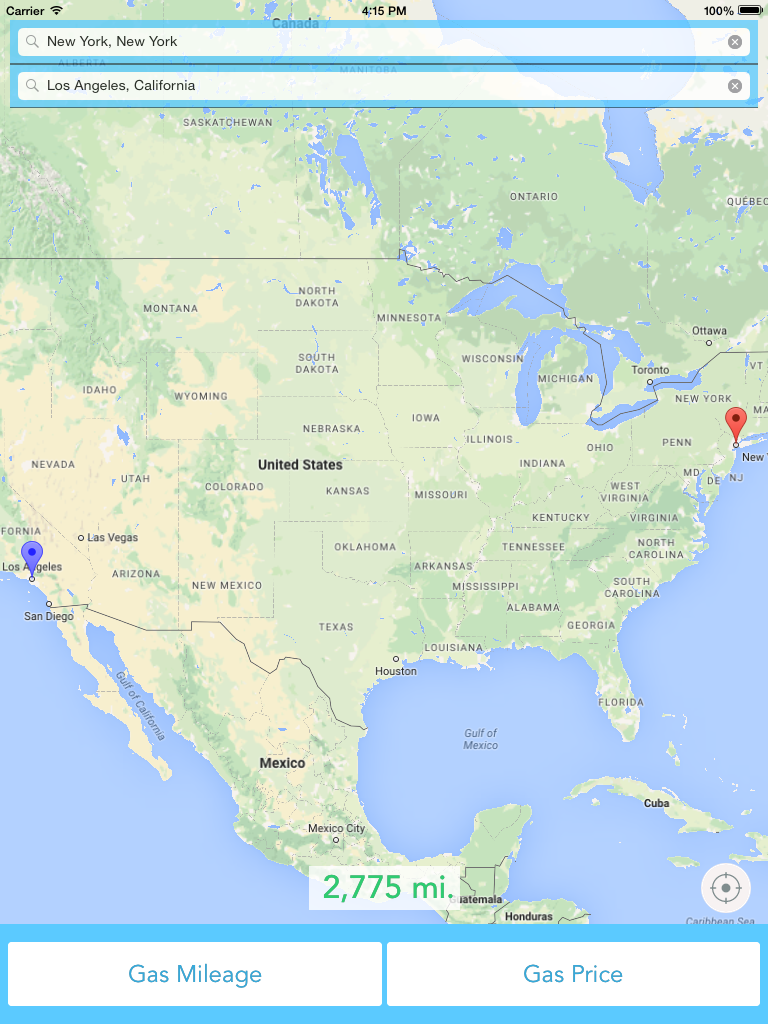 Carrier 4:15 PM 100%
Canada
New York, New York
ALBERTA
MANITOBA
Los Angeles, California
SASKATCHEWAN
ONTARIO
QUÉBEC
MONTANA
NORTH
DAKOTA
MINNESOTA
Ottawa
SOUTH
DAKOTA
WISCONSIN
MICHIGAN
Toronto
VT
IDAHO
WYOMING
NEW YORK
MA
IOWA
NEBRASKA
ILLINOIS
OHIO
PENN
New Y
NEVADA
United States
INDIANA
UTAH
COLORADO
KANSAS
MISSOURI
WEST
VIRGINIA
MD
DE
NJ
KENTUCKY
VIRGINIA
FORNIA
Las Vegas
OKLAHOMA
TENNESSEE
NORTH
CAROLINA
Los Angeles
ARIZONA
NEW MEXICO
ARKANSAS
MISSISSIPPI
SOUTH
CAROLINA
San Diego
ALABAMA
TEXAS
GEORGIA
LOUISIANA
Houston
Gulf of California
FLORIDA
Gulf of
Mexico
Mexico
Cuba
Mexico City
2,775 mi.
Guatemala
Honduras
Caribbean Sea
Gas Mileage
Gas Price